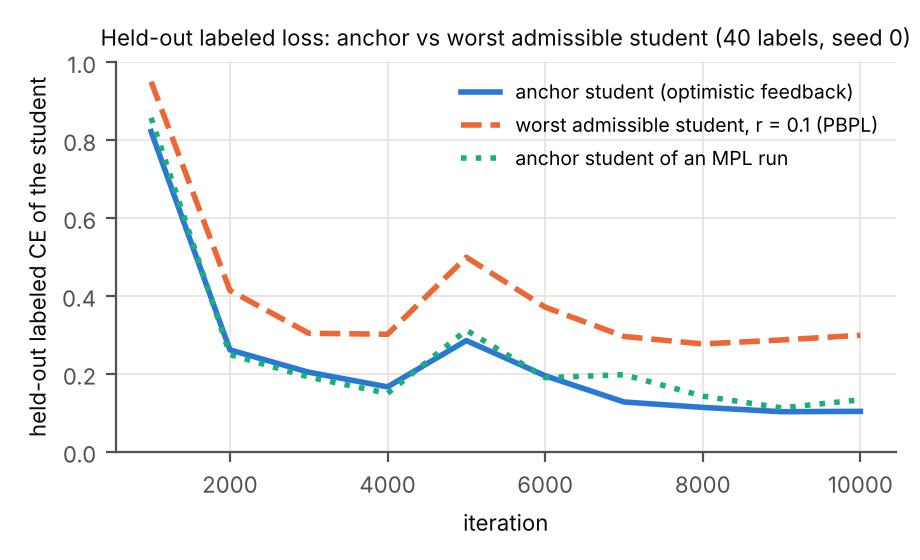 Held-out labeled loss: anchor vs worst admissible student (40 labels, seed 0)
held-out labeled CE of the student
1.0
0.8
0.6
0.4
0.2
0.0
anchor student (optimistic feedback)
worst admissible student, r = 0.1 (PBPL)
anchor student of an MPL run
2000
4000
6000
8000
10000
iteration